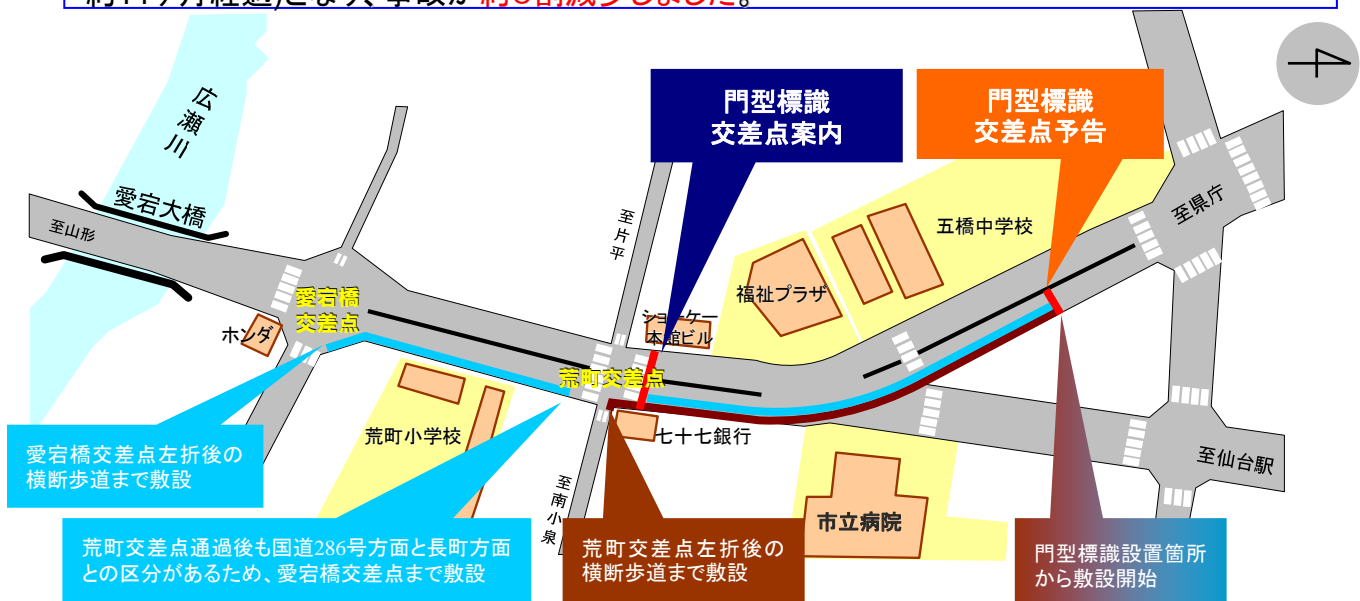 門型標識
交差点案内
門型標識
交差点予告
広瀬川
愛宕大橋
至山形
至片平
五橋中学校
至県庁
福祉プラザ
愛宕橋
交差点
ホンダ
本館ビル
荒町交差点
荒町小学校
七十七銀行
至仙台駅
至南小泉
市立病院
愛宕橋交差点左折後の
横断歩道まで敷設
荒町交差点通過後も国道286号方面と長町方面
との区分があるため、愛宕橋交差点まで敷設
荒町交差点左折後の
横断歩道まで敷設
門型標識設置箇所
から敷設開始